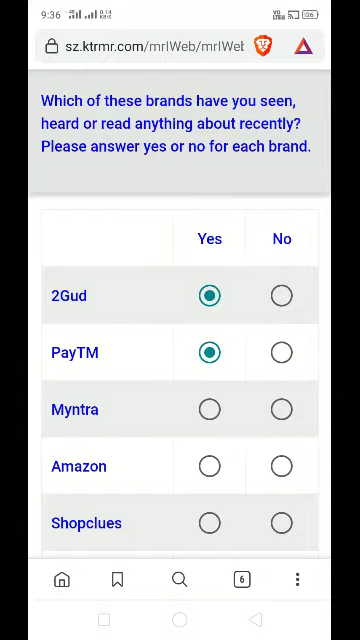 9:36
sz.ktrmr.com/mrIWeb/mrIWeb
Which of these brands have you seen,
heard or read anything about recently?
Please answer yes or no for each brand.
Yes No
2Gud
PayTM
Myntra
Amazon
Shopclues
6